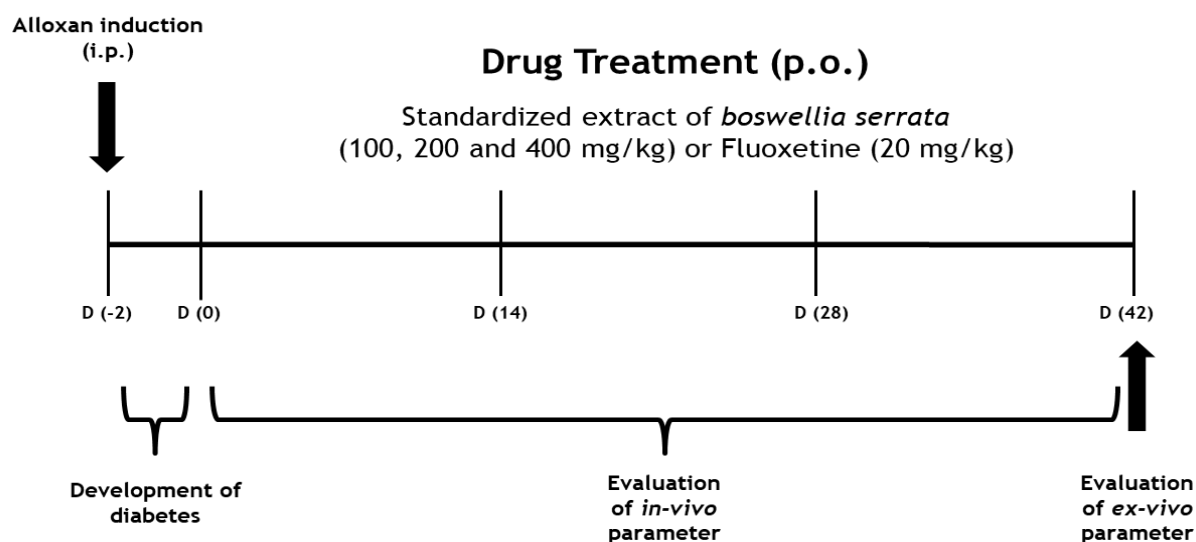 Alloxan induction
(i.p.)
Drug Treatment (p.o.)
Standardized extract of boswellia serrata
(100, 200 and 400 mg/kg) or Fluoxetine (20 mg/kg)
D (-2)
D (0)
D (14)
D (28)
D (42)
Development of
diabetes
Evaluation
of in-vivo
parameter
Evaluation
of ex-vivo
parameter